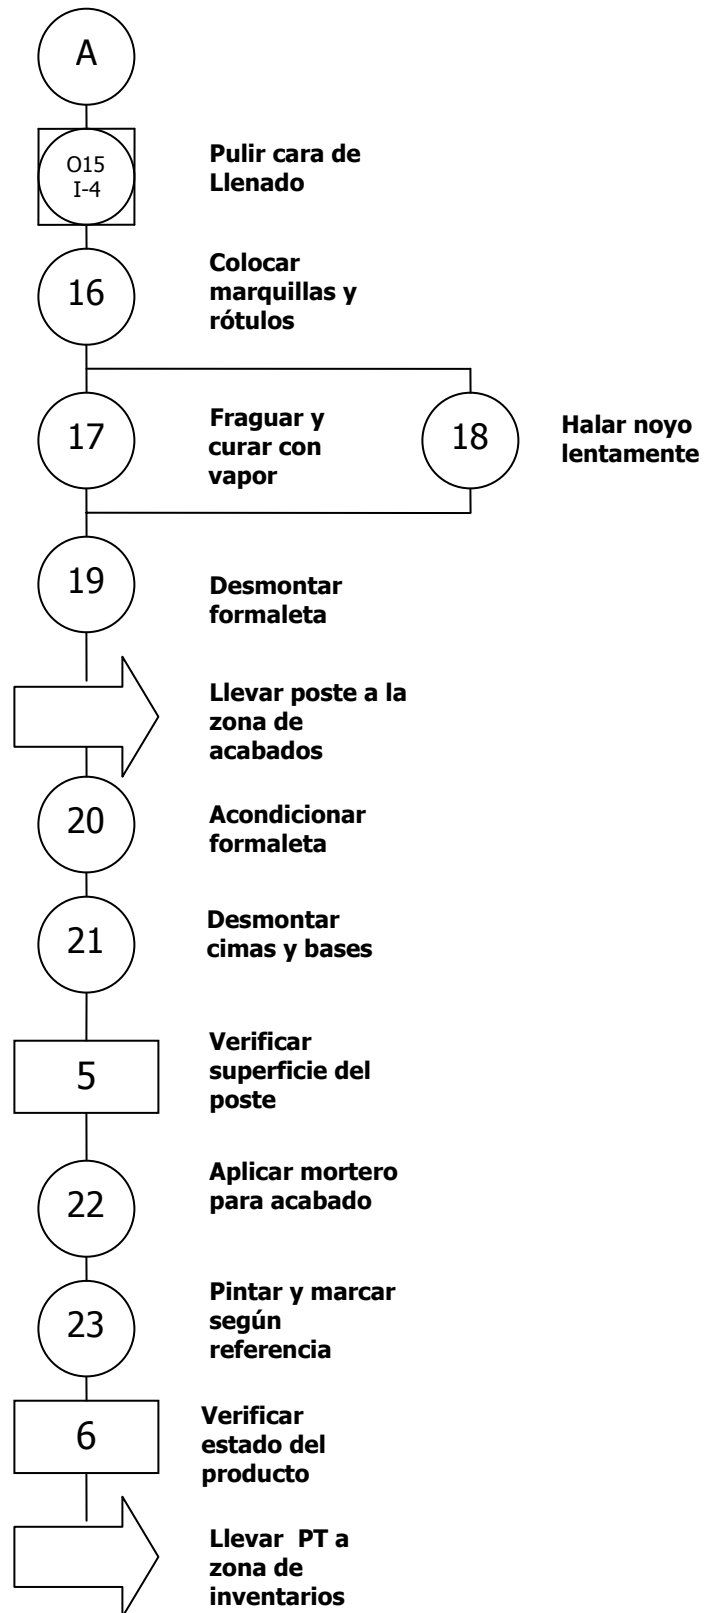 A
O15
I-4
Pulir cara de
Llenado
16
Colocar
marquillas y
rótulos
17
Fraguar y
curar con
vapor
18
Halar noyo
lentamente
19
Desmontar
formaleta
Llevar poste a la
zona de
acabados
20
Acondicionar
formaleta
21
Desmontar
cimas y bases
5
Verificar
superficie del
poste
22
Aplicar mortero
para acabado
23
Pintar y marcar
según
referencia
6
Verificar
estado del
producto
Llevar PT a
zona de
inventarios